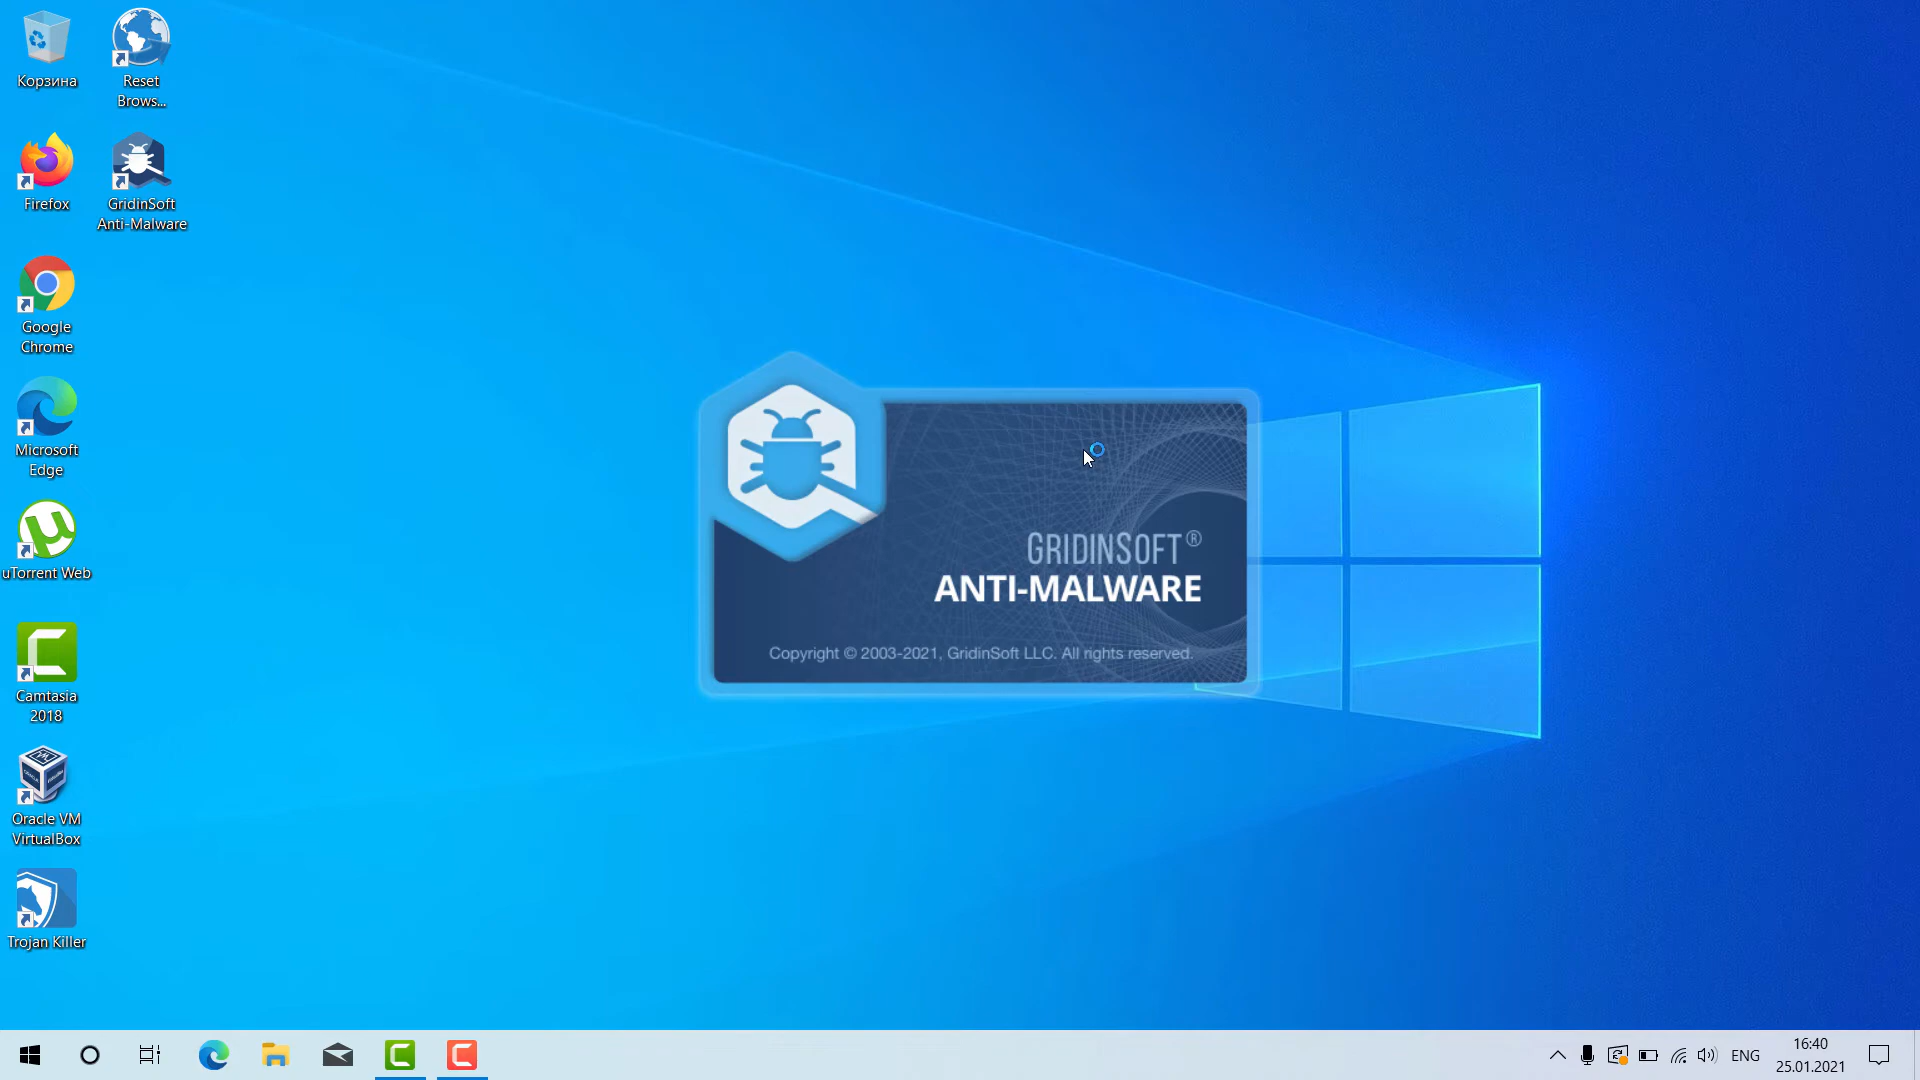 Корзина
Reset
Brows...
Firefox
GridinSoft
Anti-Malware
Google
Chrome
Microsoft
Edge
uTorrent Web
Camtasia
2018
Oracle VM
VirtualBox
Trojan Killer
GRIDINSOFT®
ANTI-MALWARE
Copyright © 2003-2021, GridinSoft LLC. All rights reserved.
ENG
16:40
25.01.2021